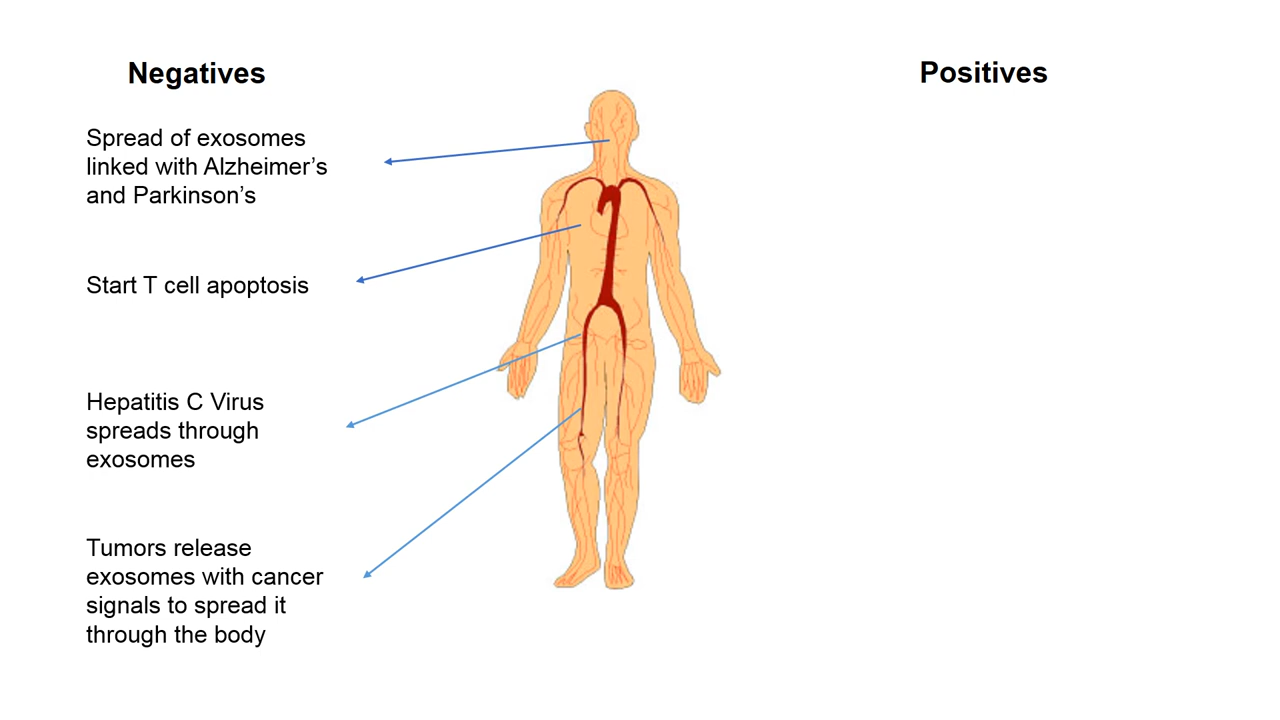 Negatives
Positives
Spread of exosomes
linked with Alzheimer’s
and Parkinson’s
Start T cell apoptosis
Hepatitis C Virus
spreads through
exosomes
Tumors release
exosomes with cancer
signals to spread it
through the body